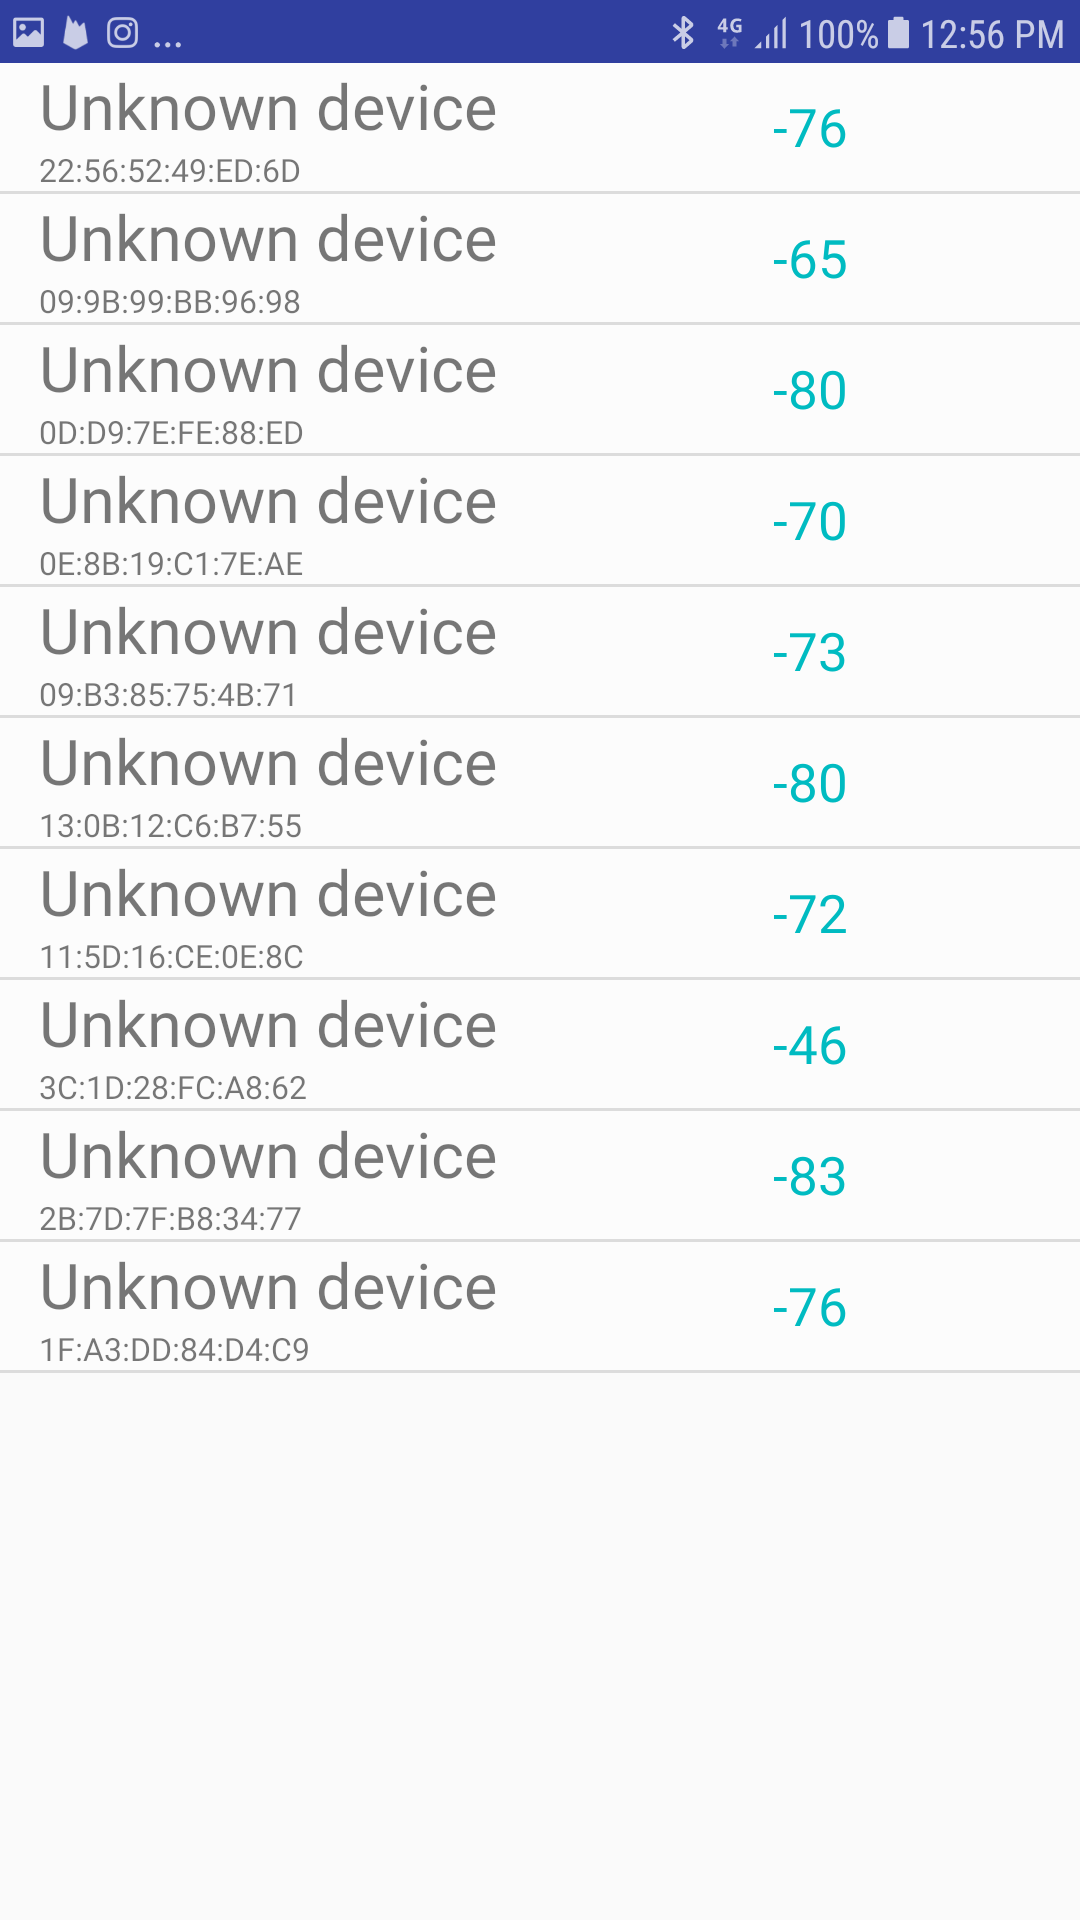 ... 4G 100% 12:56 PM
Unknown device -76
22:56:52:49:ED:6D
Unknown device -65
09:9B:99:BB:96:98
Unknown device -80
0D:D9:7E:FE:88:ED
Unknown device -70
0E:8B:19:C1:7E:AE
Unknown device -73
09:B3:85:75:4B:71
Unknown device -80
13:0B:12:C6:B7:55
Unknown device -72
11:5D:16:CE:0E:8C
Unknown device -46
3C:1D:28:FC:A8:62
Unknown device -83
2B:7D:7F:B8:34:77
Unknown device -76
1F:A3:DD:84:D4:C9